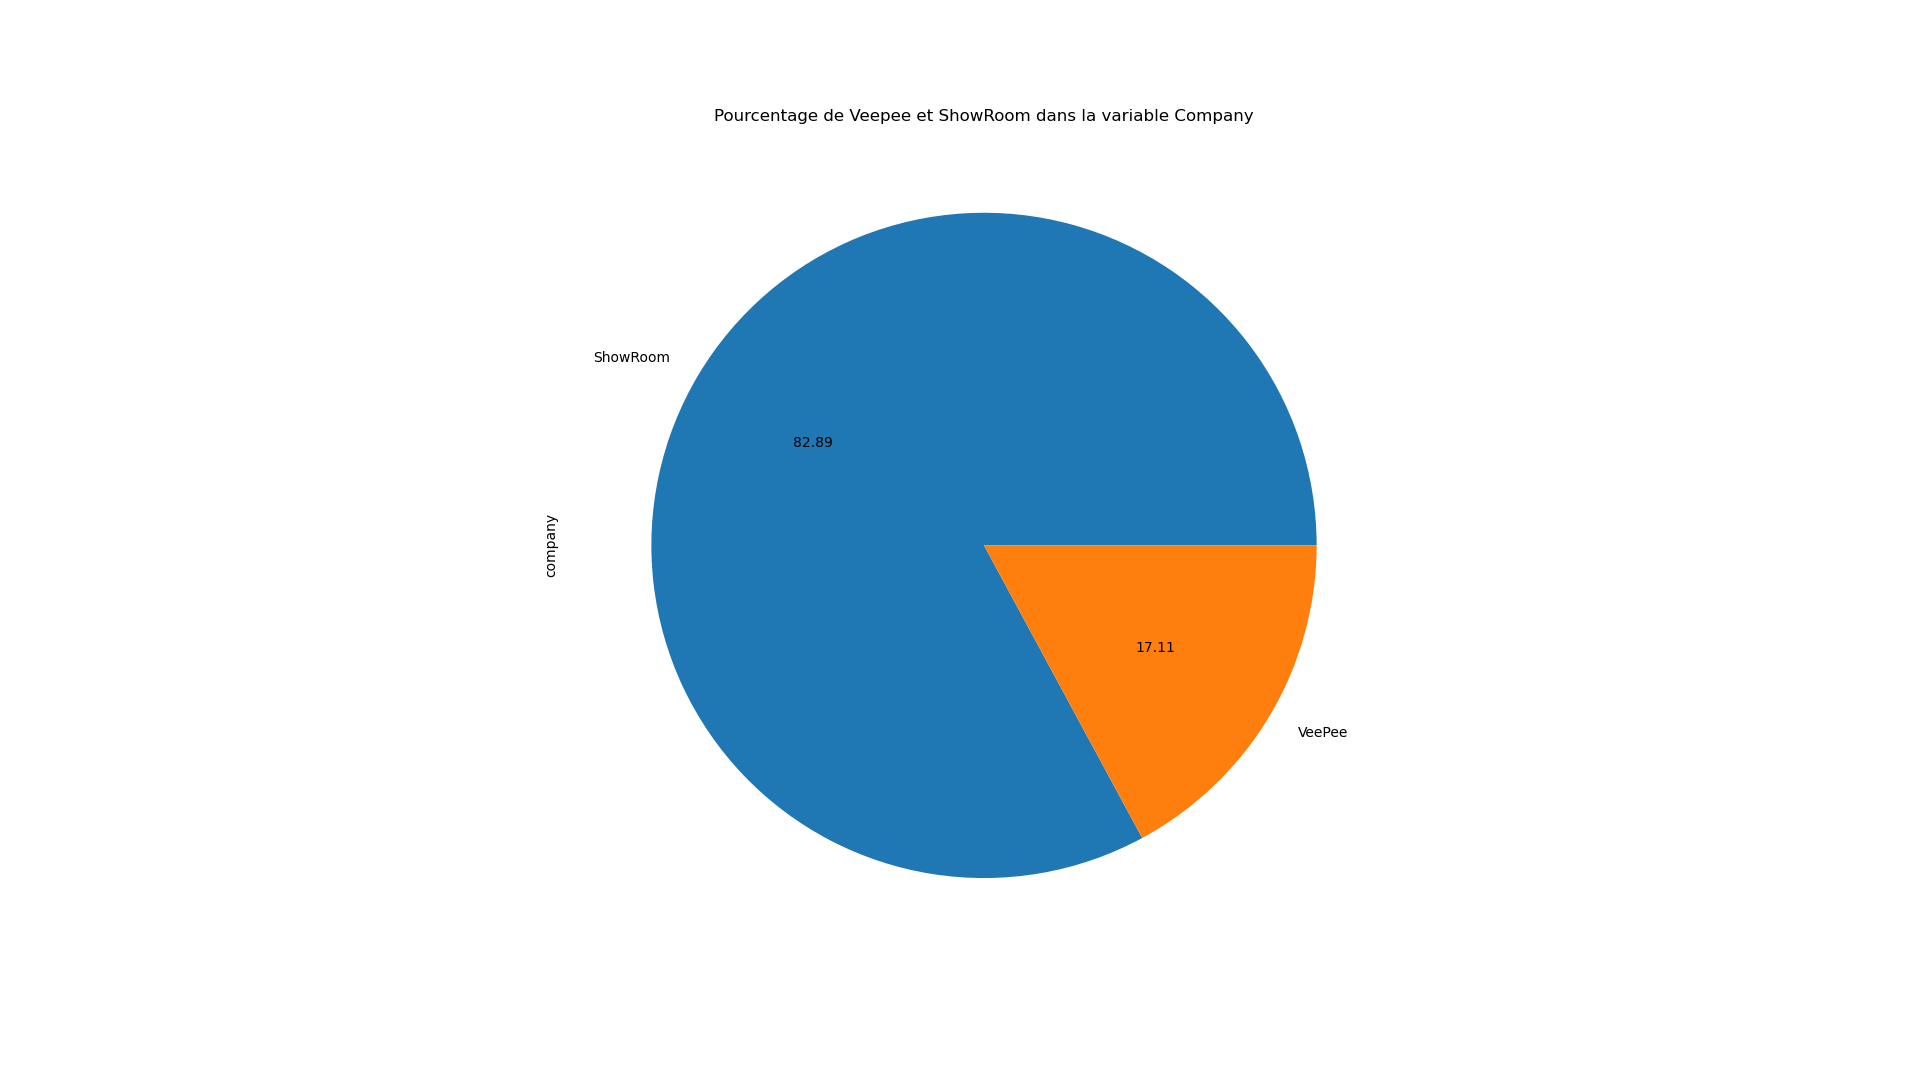 Pourcentage de Veepee et ShowRoom dans la variable Company
ShowRoom
82.89
company
17.11
VeePee